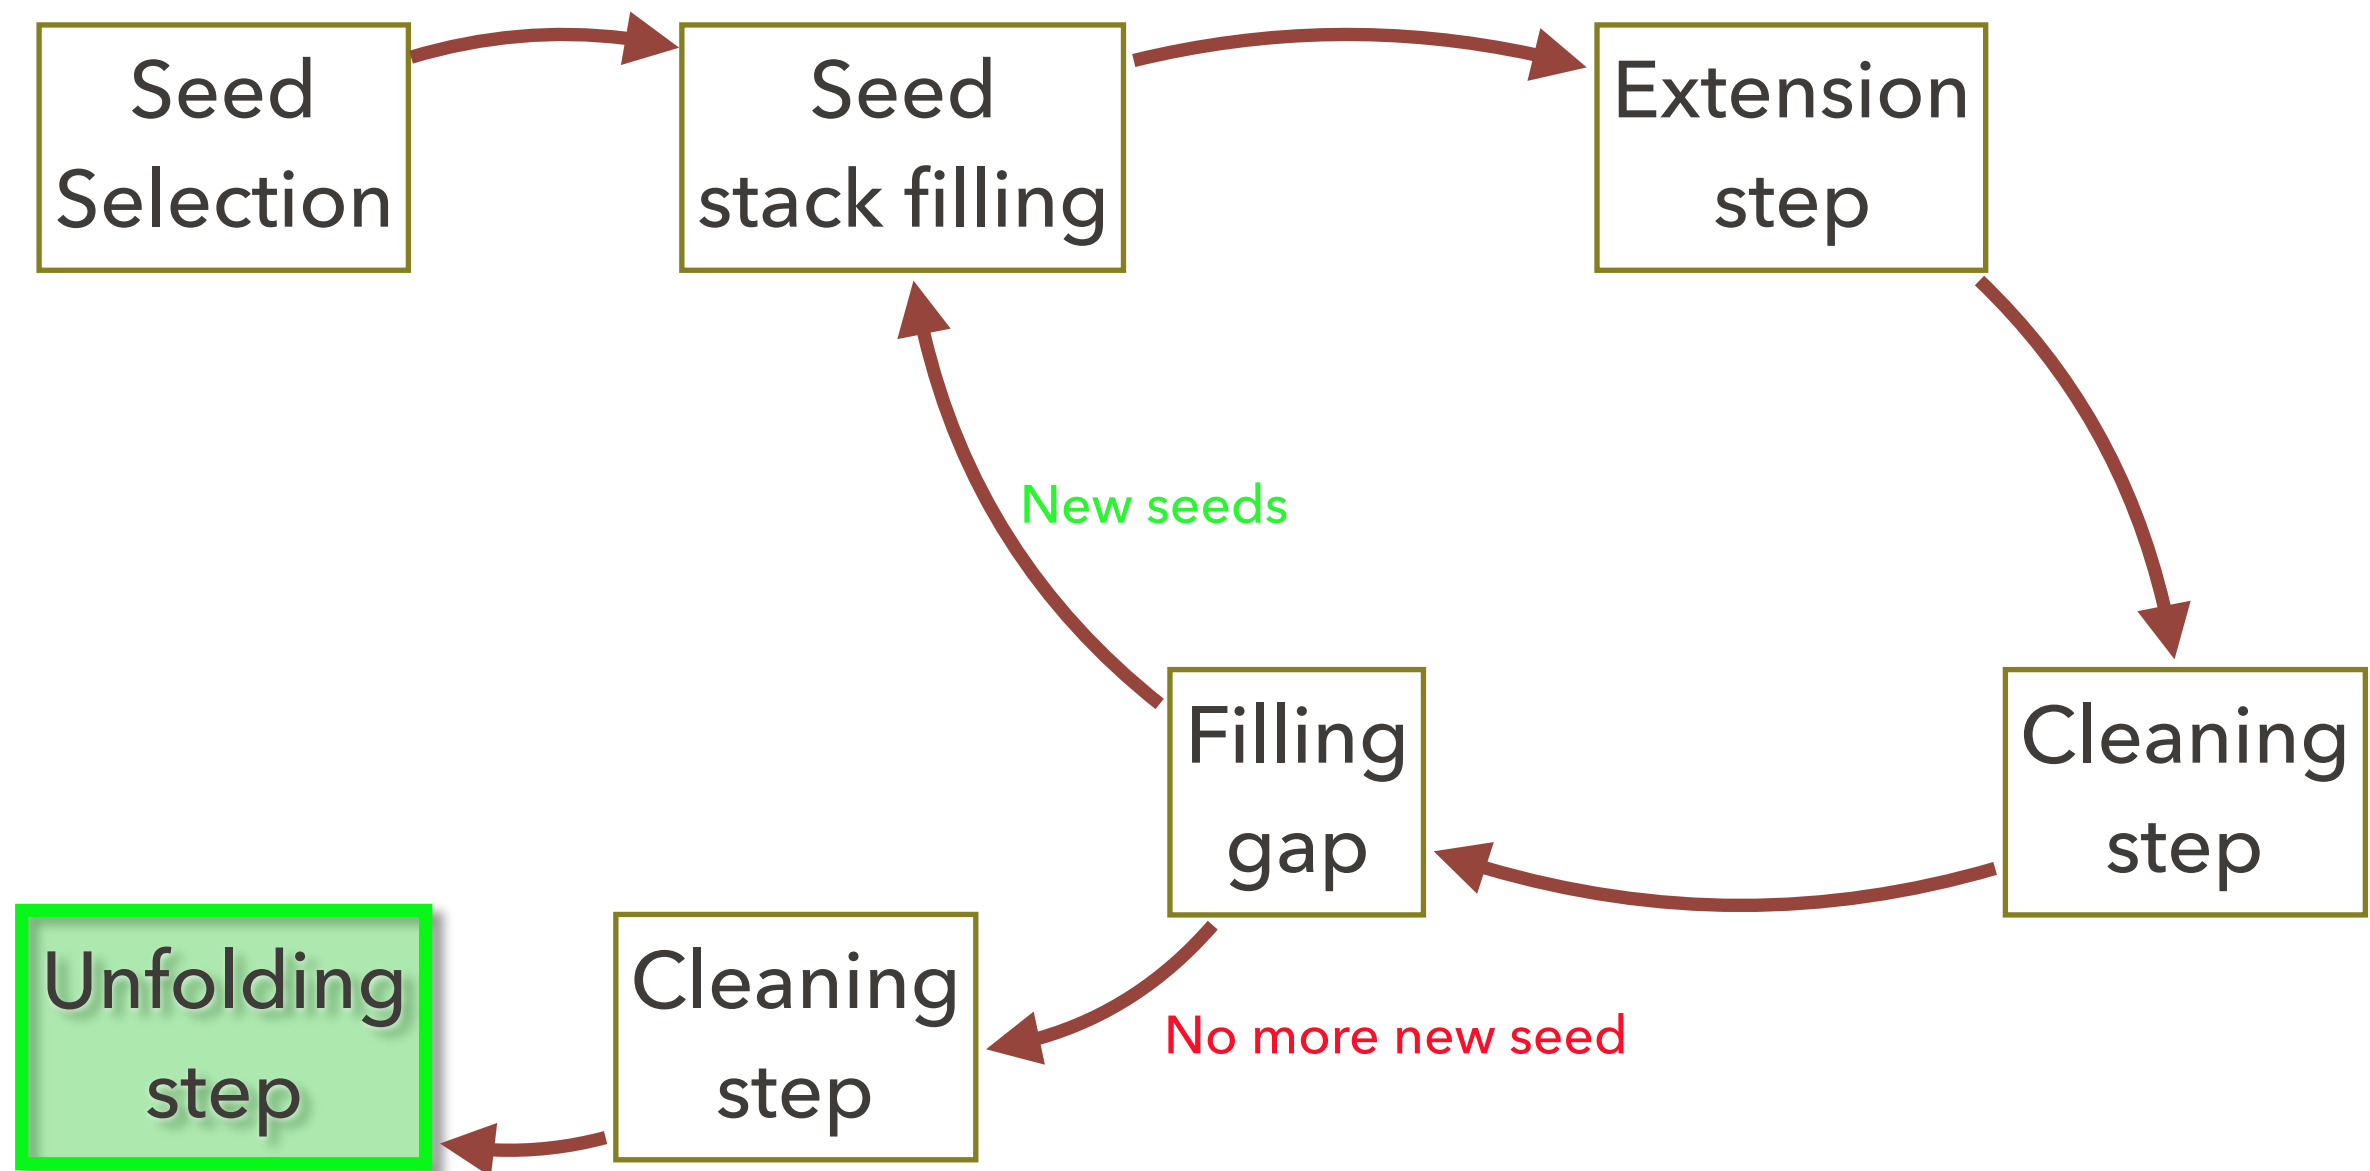 Seed
Selection
Seed
stack filling
Extension
step
New seeds
Filling
gap
Cleaning
step
Unfolding
step
Cleaning
step
No more new seed